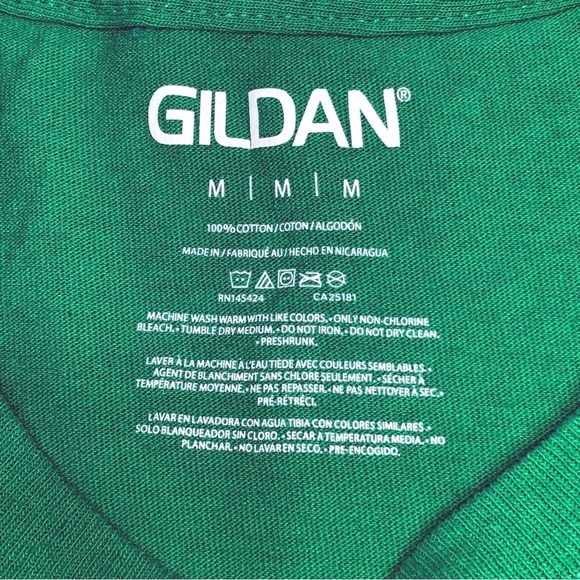 GILDAN®
M | M | M
100% COTTON / COTON / ALGODÓN
MADE IN / FABRIQUÉ AU / HECHO EN NICARAGUA
RN145424 CA25181
MACHINE WASH WARM WITH LIKE COLORS. • ONLY NON-CHLORINE
BLEACH. • TUMBLE DRY MEDIUM. • DO NOT IRON. • DO NOT DRY CLEAN.
• PRESHRUNK.
LAVER À LA MACHINE À L'EAU TIÈDE AVEC COULEURS SEMBLABLES. •
AGENT DE BLANCHIMENT SANS CHLORE SEULEMENT. • SÉCHER À
TEMPÉRATURE MOYENNE. • NE PAS REPASSER. • NE PAS NETTOYER À SEC. •
PRÉ-RÉTRÉCI.
LAVAR EN LAVADORA CON AGUA TIBIA CON COLORES SIMILARES. •
SOLO BLANQUEADOR SIN CLORO. • SECAR A TEMPERATURA MEDIA. • NO
PLANCHAR. • NO LAVAR EN SECO. • PRE-ENCOGIDO.